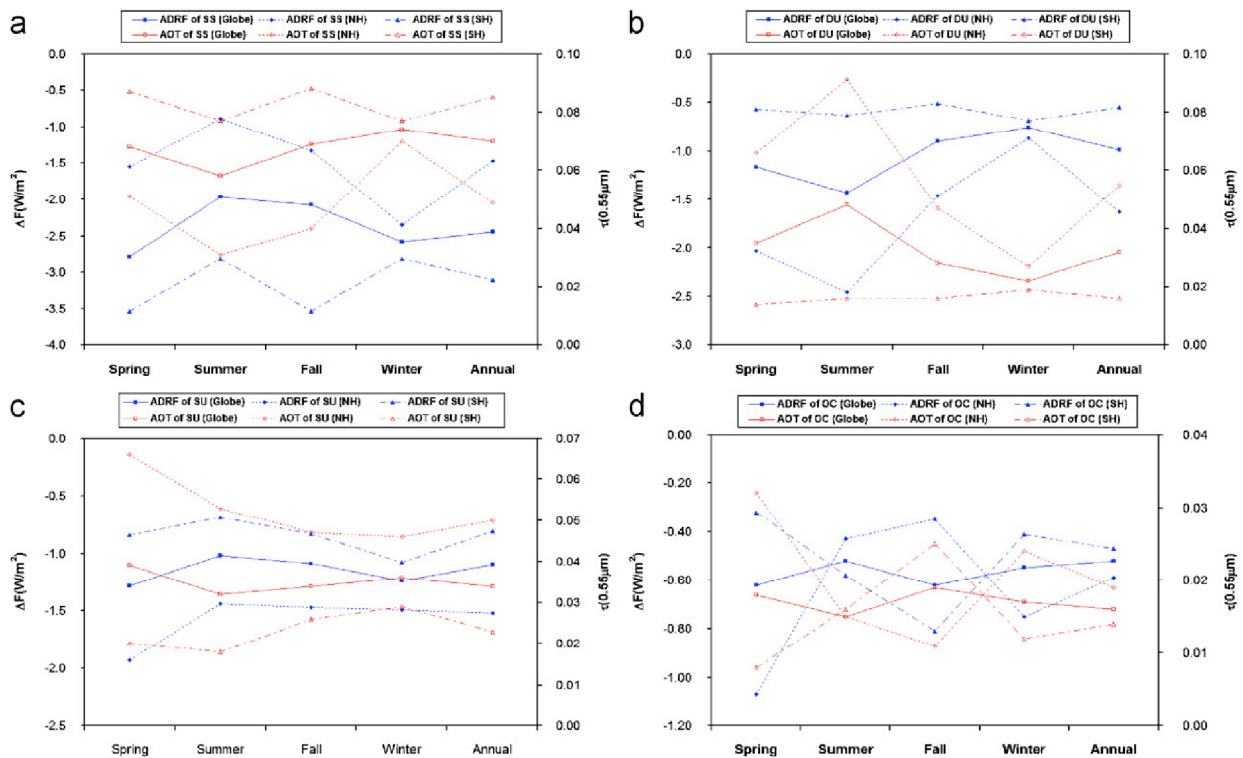 a
ADRF of SS (Globe) ADRF of SS (NH) ADRF of SS (SH)
AOT of SS (Globe) AOT of SS (NH) AOT of SS (SH)
0.0
-0.5
-1.0
-1.5
-2.0
-2.5
-3.0
-3.5
-4.0
ΔF(W/m²)
0.10
0.08
0.06
0.04
0.02
0.00
τ(0.55μm)
Spring Summer Fall Winter Annual
b
ADRF of DU (Globe) ADRF of DU (NH) ADRF of DU (SH)
AOT of DU (Globe) AOT of DU (NH) AOT of DU (SH)
0.0
-0.5
-1.0
-1.5
-2.0
-2.5
-3.0
ΔF(W/m²)
0.10
0.08
0.06
0.04
0.02
0.00
τ(0.55μm)
Spring Summer Fall Winter Annual
c
ADRF of SU (Globe) ADRF of SU (NH) ADRF of SU (SH)
AOT of SU (Globe) AOT of SU (NH) AOT of SU (SH)
0.0
-0.5
-1.0
-1.5
-2.0
-2.5
ΔF(W/m²)
0.07
0.06
0.05
0.04
0.03
0.02
0.01
0.00
τ(0.55μm)
Spring Summer Fall Winter Annual
d
ADRF of OC (Globe) ADRF of OC (NH) ADRF of OC (SH)
AOT of OC (Globe) AOT of OC (NH) AOT of OC (SH)
0.00
-0.20
-0.40
-0.60
-0.80
-1.00
-1.20
ΔF(W/m²)
0.04
0.03
0.02
0.01
0.00
τ(0.55μm)
Spring Summer Fall Winter Annual